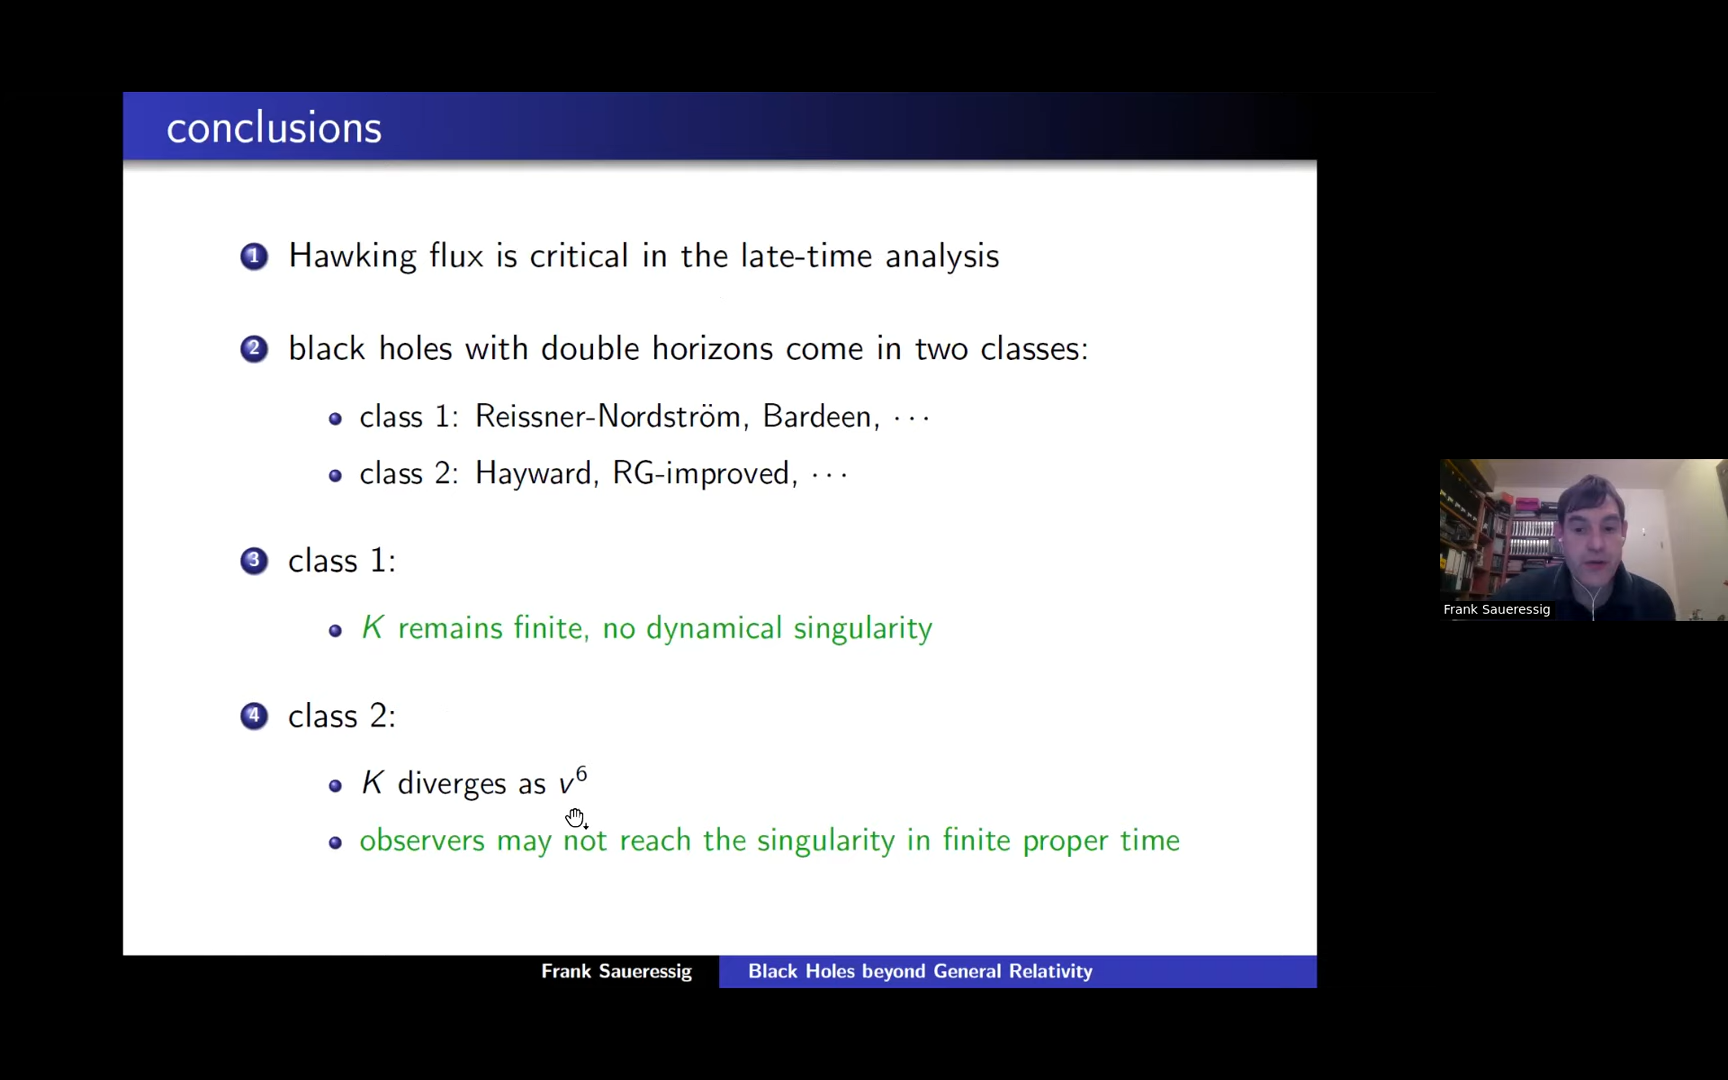 conclusions
1 Hawking flux is critical in the late-time analysis
2 black holes with double horizons come in two classes:
• class 1: Reissner-Nordström, Bardeen, · · ·
• class 2: Hayward, RG-improved, · · ·
3 class 1:
• K remains finite, no dynamical singularity
4 class 2:
• K diverges as v⁶
• observers may not reach the singularity in finite proper time
Frank Saueressig
Black Holes beyond General Relativity
Frank Saueressig